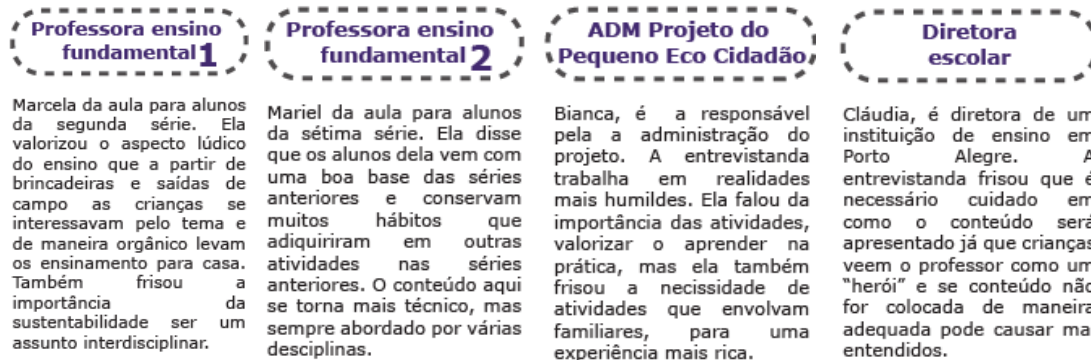 Professora ensino
fundamental 1
Marcela da aula para alunos
da segunda série. Ela
valorizou o aspecto lúdico
do ensino que a partir de
brincadeiras e saídas de
campo as crianças se
interessavam pelo tema e
de maneira orgânico levam
os ensinamento para casa.
Também frisou a
importância da
sustentabilidade ser um
assunto interdisciplinar.
Professora ensino
fundamental 2
Mariel da aula para alunos
da sétima série. Ela disse
que os alunos dela vem com
uma boa base das séries
anteriores e conservam
muitos hábitos que
adiquiriram em outras
atividades nas séries
anteriores. O conteúdo aqui
se torna mais técnico, mas
sempre abordado por várias
desciplinas.
ADM Projeto do
Pequeno Eco Cidadão
Bianca, é a responsável
pela a administração do
projeto. A entrevistanda
trabalha em realidades
mais humildes. Ela falou da
importância das atividades,
valorizar o aprender na
prática, mas ela também
frisou a necissidade de
atividades que envolvam
familiares, para uma
experiência mais rica.
Diretora
escolar
Cláudia, é diretora de um
instituição de ensino em
Porto Alegre. A
entrevistanda frisou que é
necessário cuidado em
como o conteúdo será
apresentado já que crianças
veem o professor como um
"herói" e se conteúdo não
for colocada de maneira
adequada pode causar ma
entendidos.